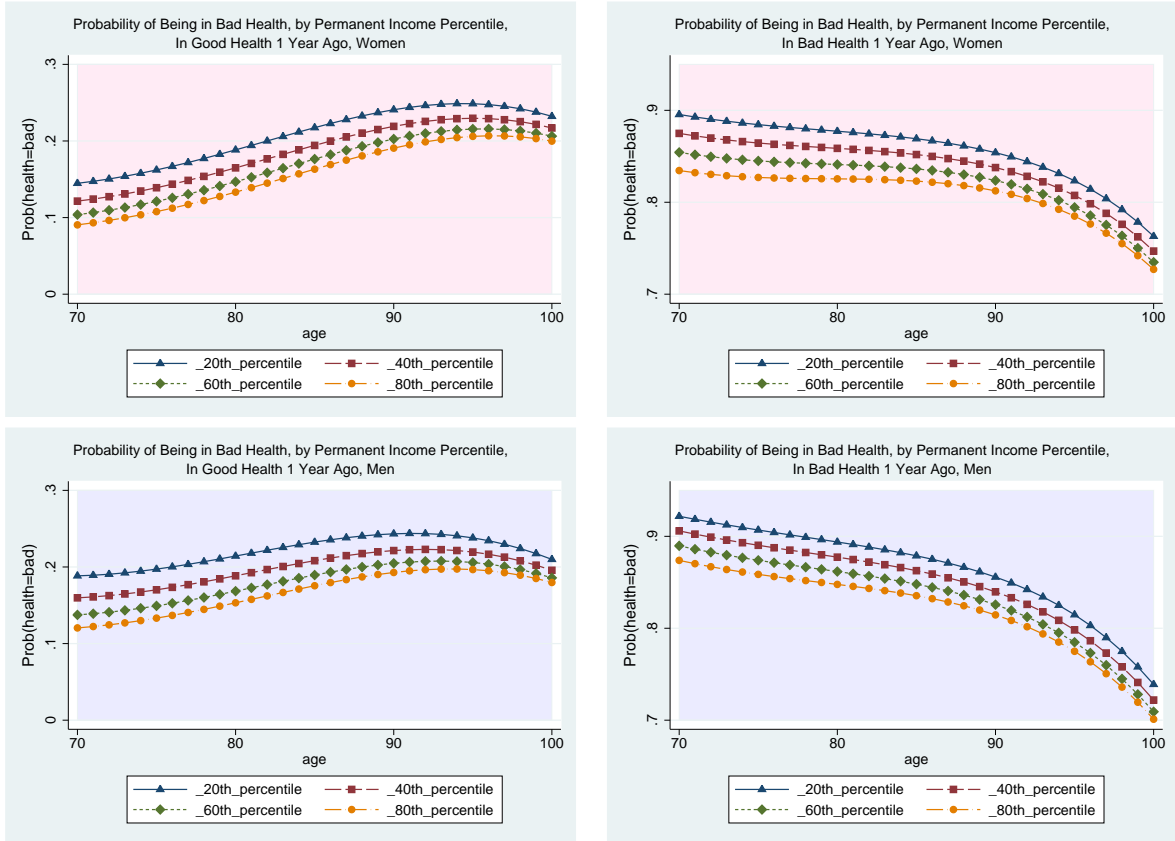 Probability of Being in Bad Health, by Permanent Income Percentile,
In Good Health 1 Year Ago, Women
Prob(health=bad)
0
.1
.2
.3
70
80
90
100
age
_20th_percentile
_40th_percentile
_60th_percentile
_80th_percentile
Probability of Being in Bad Health, by Permanent Income Percentile,
In Bad Health 1 Year Ago, Women
Prob(health=bad)
.7
.8
.9
70
80
90
100
age
_20th_percentile
_40th_percentile
_60th_percentile
_80th_percentile
Probability of Being in Bad Health, by Permanent Income Percentile,
In Good Health 1 Year Ago, Men
Prob(health=bad)
0
.1
.2
.3
70
80
90
100
age
_20th_percentile
_40th_percentile
_60th_percentile
_80th_percentile
Probability of Being in Bad Health, by Permanent Income Percentile,
In Bad Health 1 Year Ago, Men
Prob(health=bad)
.7
.8
.9
70
80
90
100
age
_20th_percentile
_40th_percentile
_60th_percentile
_80th_percentile